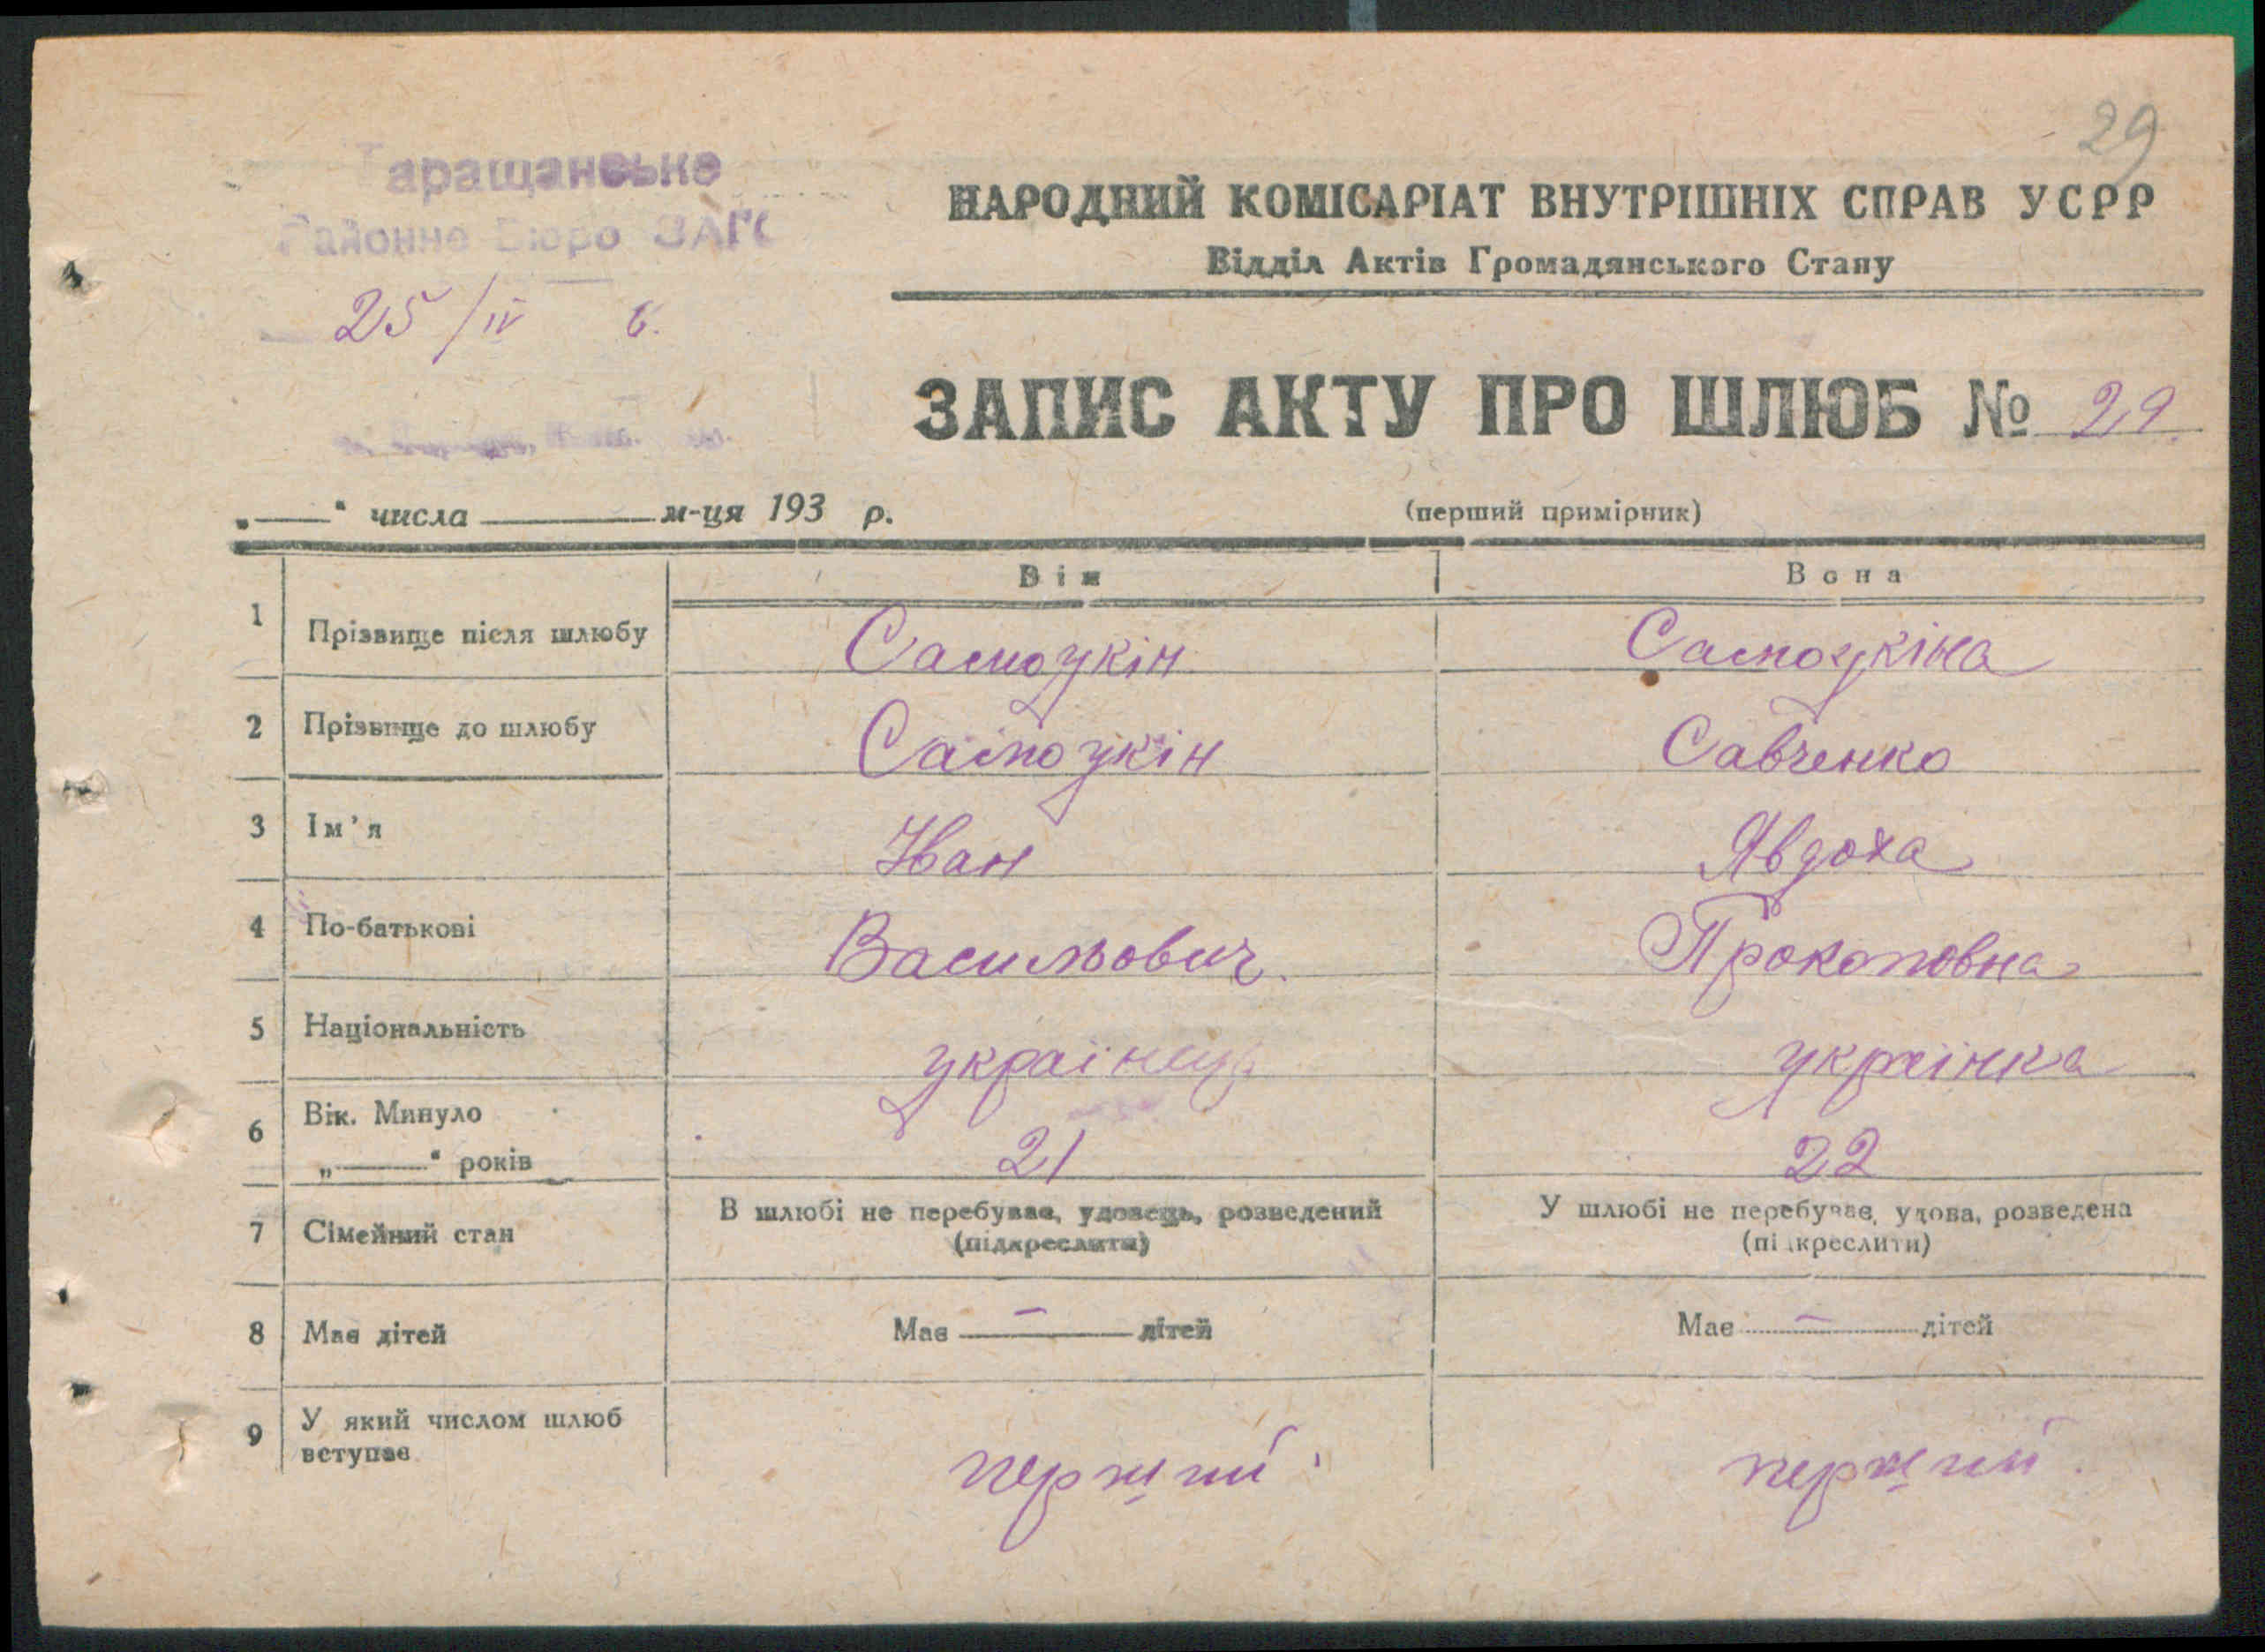 29
Таращанське
Районне Бюро ЗАГС
25/IV 6.
НАРОДНИЙ КОМІСАРІАТ ВНУТРІШНІХ СПРАВ УСРР
Відділ Актів Громадянського Стану
ЗАПИС АКТУ ПРО ШЛЮБ № 29
„ “ числа м-ця 193 р. (перший примірник)
Він Вона
1 Прізвище після шлюбу Самоукін Самоукіна
2 Прізвище до шлюбу Самоукін Савченко
3 Ім’я Іван Явдоха
4 По-батькові Васильович. Прокоповна
5 Національність українець українка
6 Вік. Минуло
„ “ років 21 22
7 Сімейний стан В шлюбі не перебуває, удовець, розведений У шлюбі не перебуває, удова, розведена
(підкреслити) (підкреслити)
8 Має дітей Має — дітей Має — дітей
9 У який числом шлюб
вступає перший перший.